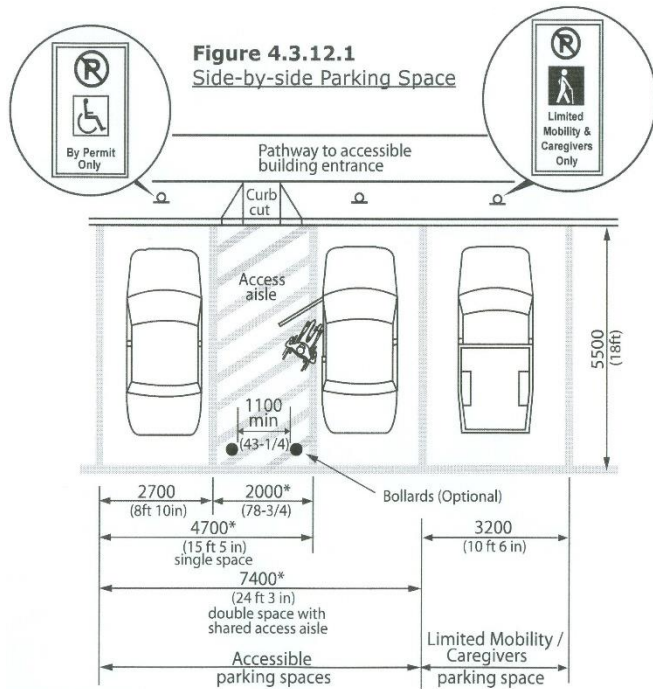 Figure 4.3.12.1
Side-by-side Parking Space
By Permit
Only
Limited
Mobility &
Caregivers
Only
Pathway to accessible
building entrance
Curb
cut
Access
aisle
1100
min
(43-1/4)
5500
(18ft)
Bollards (Optional)
2700
(8ft 10in)
2000*
(78-3/4)
4700*
(15 ft 5 in)
single space
3200
(10 ft 6 in)
7400*
(24 ft 3 in)
double space with
shared access aisle
Accessible
parking spaces
Limited Mobility /
Caregivers
parking space